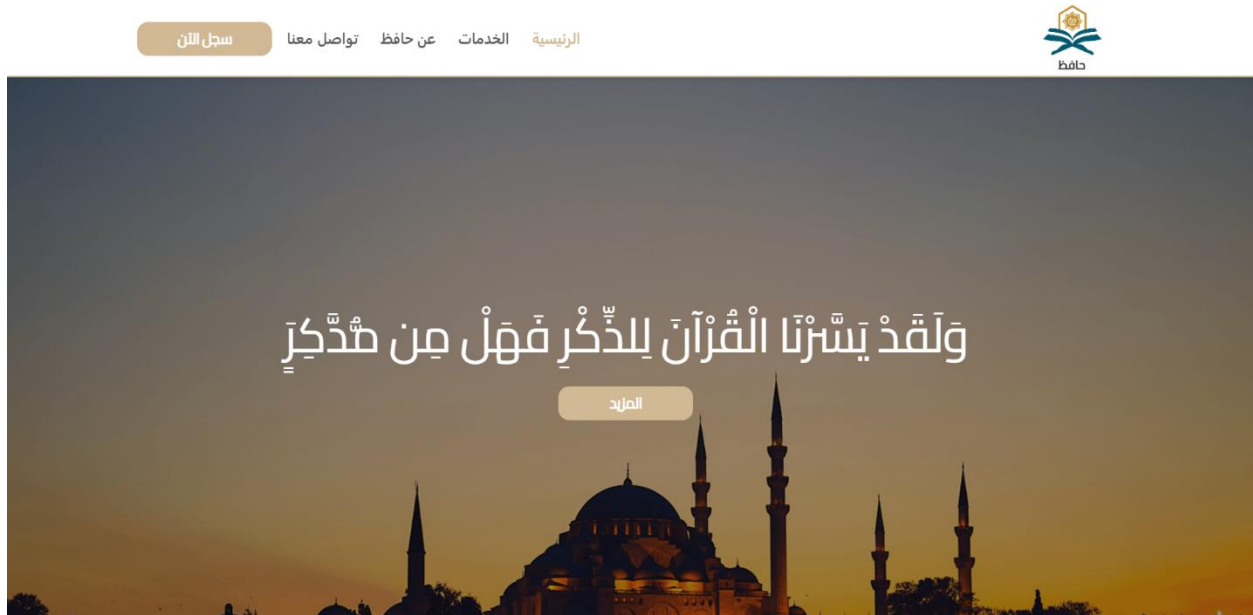 حافظ
الرئيسية الخدمات عن حافظ تواصل معنا سجل الآن
وَلَقَدْ يَسَّرْنَا الْقُرْآنَ لِلذِّكْرِ فَهَلْ مِن مُّدَّكِرٍ
المزيد